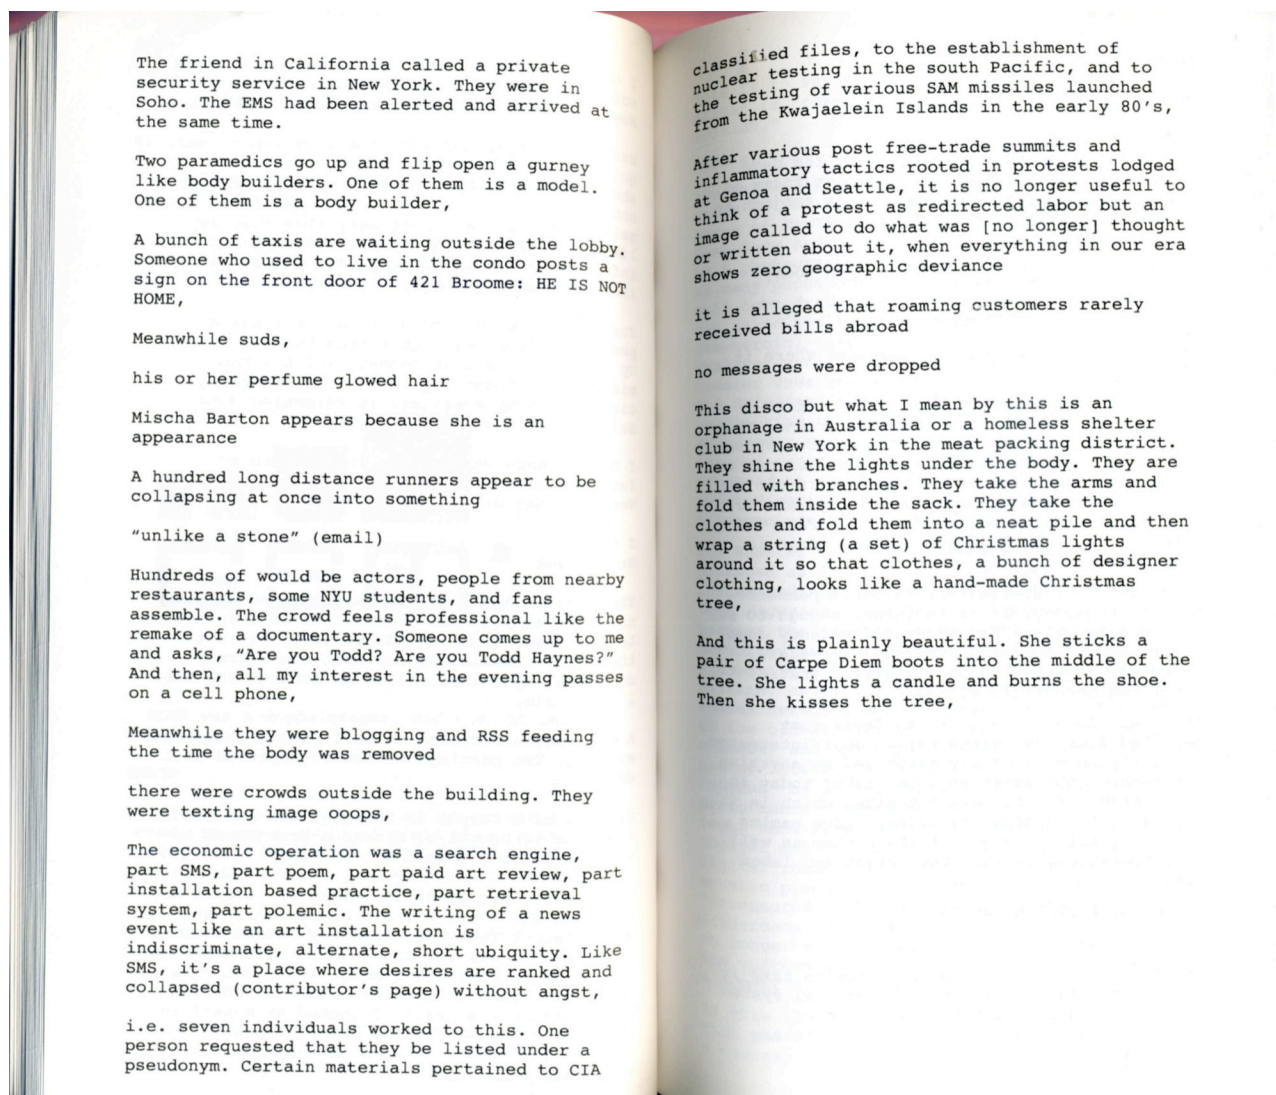 The friend in California called a private
security service in New York. They were in
Soho. The EMS had been alerted and arrived at
the same time.
Two paramedics go up and flip open a gurney
like body builders. One of them is a model.
One of them is a body builder,
A bunch of taxis are waiting outside the lobby.
Someone who used to live in the condo posts a
sign on the front door of 421 Broome: HE IS NOT
HOME,
Meanwhile suds,
his or her perfume glowed hair
Mischa Barton appears because she is an
appearance
A hundred long distance runners appear to be
collapsing at once into something
"unlike a stone" (email)
Hundreds of would be actors, people from nearby
restaurants, some NYU students, and fans
assemble. The crowd feels professional like the
remake of a documentary. Someone comes up to me
and asks, "Are you Todd? Are you Todd Haynes?"
And then, all my interest in the evening passes
on a cell phone,
Meanwhile they were blogging and RSS feeding
the time the body was removed
there were crowds outside the building. They
were texting image ooops,
The economic operation was a search engine,
part SMS, part poem, part paid art review, part
installation based practice, part retrieval
system, part polemic. The writing of a news
event like an art installation is
indiscriminate, alternate, short ubiquity. Like
SMS, it's a place where desires are ranked and
collapsed (contributor's page) without angst,
i.e. seven individuals worked to this. One
person requested that they be listed under a
pseudonym. Certain materials pertained to CIA
classified files, to the establishment of
nuclear testing in the south Pacific, and to
the testing of various SAM missiles launched
from the Kwajaelein Islands in the early 80's,
After various post free-trade summits and
inflammatory tactics rooted in protests lodged
at Genoa and Seattle, it is no longer useful to
think of a protest as redirected labor but an
image called to do what was [no longer] thought
or written about it, when everything in our era
shows zero geographic deviance
it is alleged that roaming customers rarely
received bills abroad
no messages were dropped
This disco but what I mean by this is an
orphanage in Australia or a homeless shelter
club in New York in the meat packing district.
They shine the lights under the body. They are
filled with branches. They take the arms and
fold them inside the sack. They take the
clothes and fold them into a neat pile and then
wrap a string (a set) of Christmas lights
around it so that clothes, a bunch of designer
clothing, looks like a hand-made Christmas
tree,
And this is plainly beautiful. She sticks a
pair of Carpe Diem boots into the middle of the
tree. She lights a candle and burns the shoe.
Then she kisses the tree,